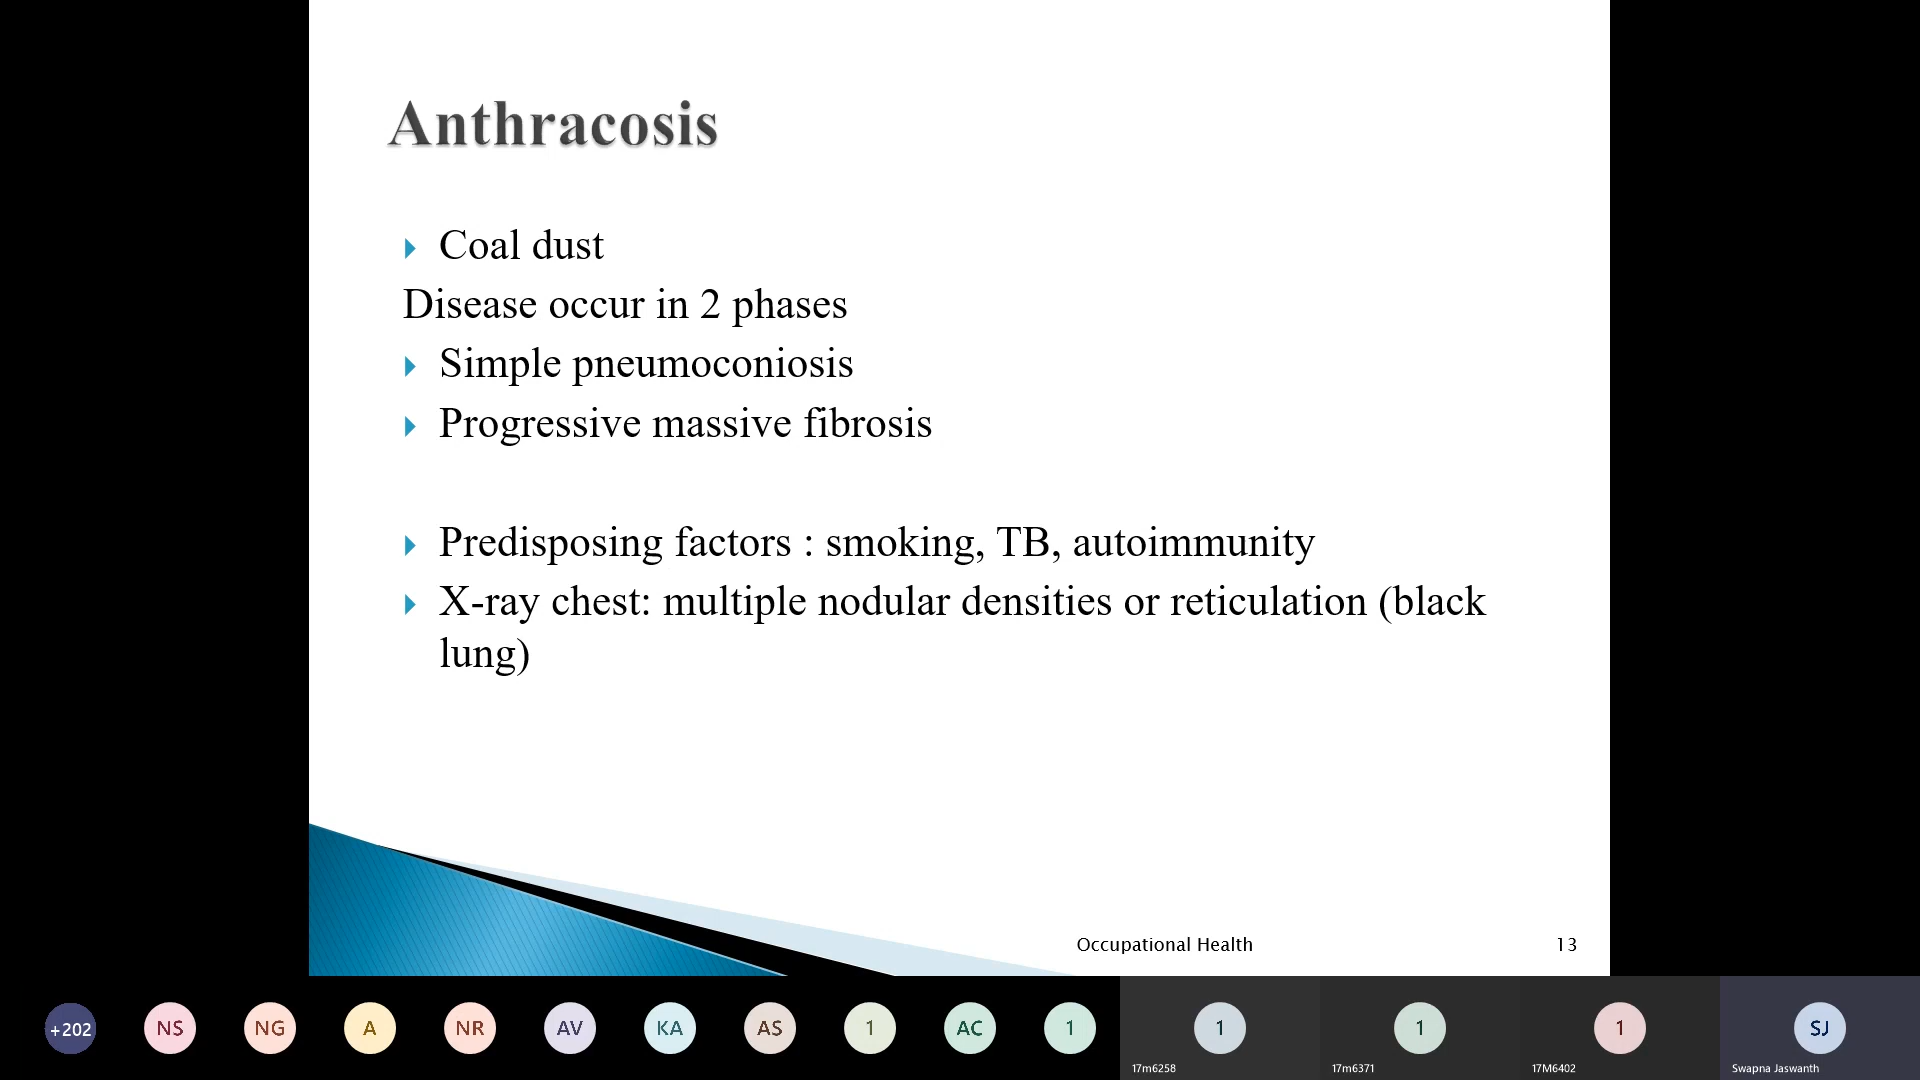 Anthracosis
Coal dust
Disease occur in 2 phases
Simple pneumoconiosis
Progressive massive fibrosis
Predisposing factors : smoking, TB, autoimmunity
X-ray chest: multiple nodular densities or reticulation (black
lung)
Occupational Health 13
+202 NS NG A NR AV KA AS 1 AC 1 1 1 1 SJ
17m6258 17m6371 17M6402 Swapna Jaswanth